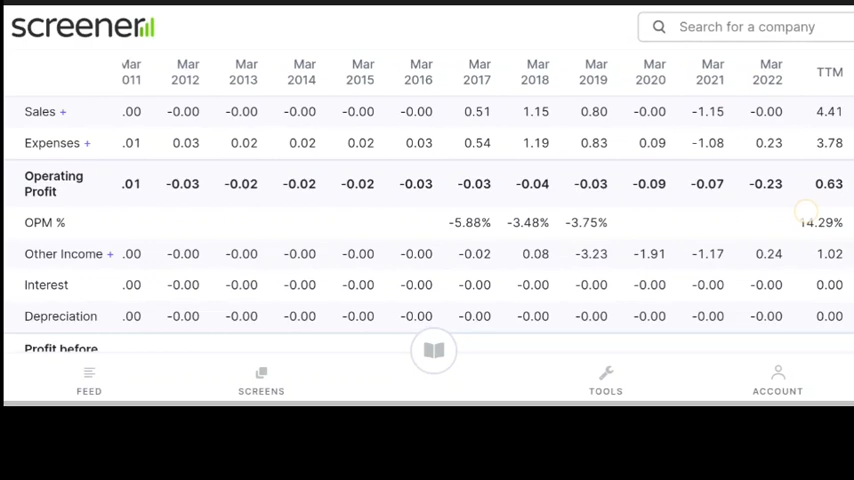 screener
Search for a company
Mar 2011 Mar 2012 Mar 2013 Mar 2014 Mar 2015 Mar 2016 Mar 2017 Mar 2018 Mar 2019 Mar 2020 Mar 2021 Mar 2022 TTM
Sales + .00 -0.00 -0.00 -0.00 -0.00 -0.00 0.51 1.15 0.80 -0.00 -1.15 -0.00 4.41
Expenses + .01 0.03 0.02 0.02 0.02 0.03 0.54 1.19 0.83 0.09 -1.08 0.23 3.78
Operating Profit .01 -0.03 -0.02 -0.02 -0.02 -0.03 -0.03 -0.04 -0.03 -0.09 -0.07 -0.23 0.63
OPM % -5.88% -3.48% -3.75% 14.29%
Other Income + .00 -0.00 -0.00 -0.00 -0.00 -0.00 -0.02 0.08 -3.23 -1.91 -1.17 0.24 1.02
Interest .00 -0.00 -0.00 -0.00 -0.00 -0.00 -0.00 -0.00 -0.00 -0.00 -0.00 -0.00 0.00
Depreciation .00 -0.00 -0.00 -0.00 -0.00 -0.00 -0.00 -0.00 -0.00 -0.00 -0.00 -0.00 0.00
Profit before
FEED SCREENS TOOLS ACCOUNT